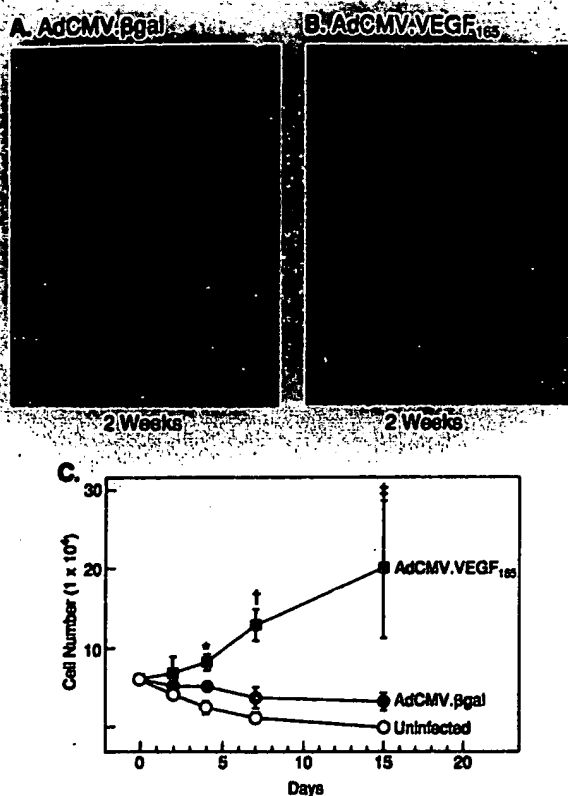 A. AdCMV.βgal
B. AdCMV.VEGF₁₆₅
2 Weeks
2 Weeks
C.
30
20
10
Cell Number (1 x 10⁴)
*
†
‡
AdCMV.VEGF₁₆₅
AdCMV.βgal
Uninfected
0 5 10 15 20
Days